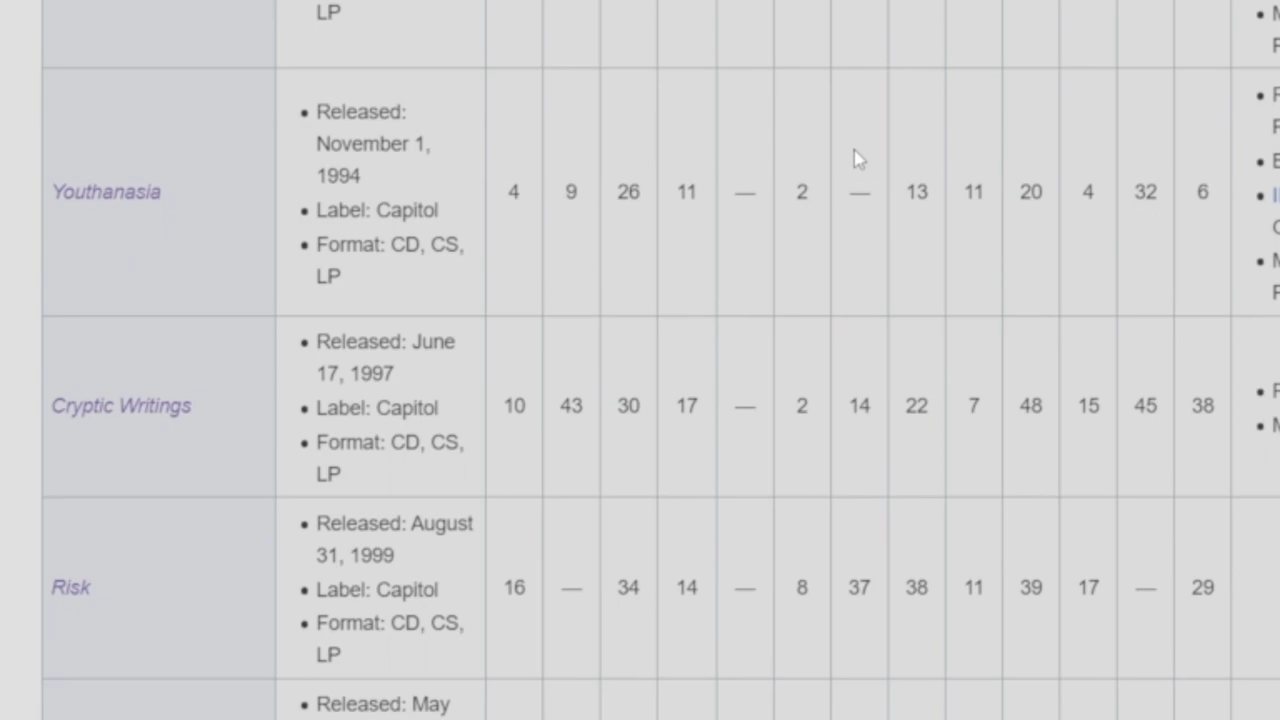 LP
Released:
November 1,
1994
Youthanasia 4 9 26 11 — 2 — 13 11 20 4 32 6
Label: Capitol
Format: CD, CS,
LP
Released: June
17, 1997
Cryptic Writings 10 43 30 17 — 2 14 22 7 48 15 45 38
Label: Capitol
Format: CD, CS,
LP
Released: August
31, 1999
Risk 16 — 34 14 — 8 37 38 11 39 17 — 29
Label: Capitol
Format: CD, CS,
LP
Released: May